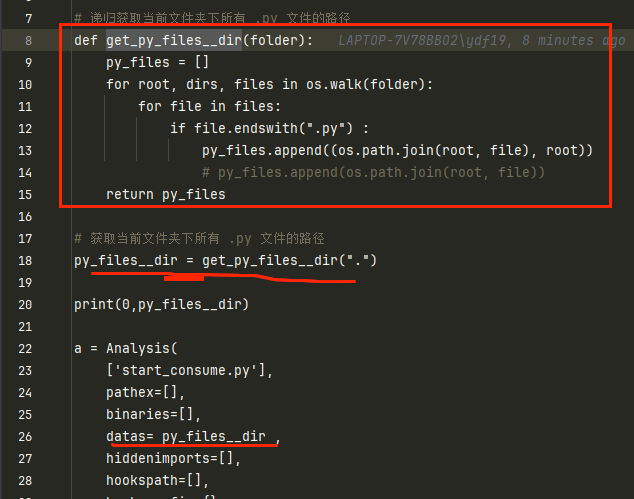 7 # 递归获取当前文件夹下所有 .py 文件的路径
8 def get_py_files__dir(folder): LAPTOP-7V78BBO2\ydf19, 8 minutes ago
9 py_files = []
10 for root, dirs, files in os.walk(folder):
11 for file in files:
12 if file.endswith(".py") :
13 py_files.append((os.path.join(root, file), root))
14 # py_files.append(os.path.join(root, file))
15 return py_files
16
17 # 获取当前文件夹下所有 .py 文件的路径
18 py_files__dir = get_py_files__dir(".")
19
20 print(0,py_files__dir)
21
22 a = Analysis(
23 ['start_consume.py'],
24 pathex=[],
25 binaries=[],
26 datas= py_files__dir ,
27 hiddenimports=[],
28 hookspath=[],